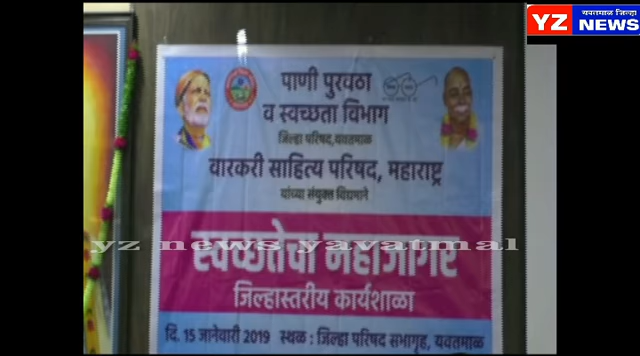 यवतमाळ जिल्हा
YZ NEWS
पाणी पुरवठा
व स्वच्छता विभाग
जिल्हा परिषद, यवतमाळ
वारकरी साहित्य परिषद, महाराष्ट्र
यांच्या संयुक्त विद्यमाने
स्वच्छतेचा महाजागर
yz news yavatmal
जिल्हास्तरीय कार्यशाळा
दि. 15 जानेवारी 2019 स्थळ : जिल्हा परिषद सभागृह, यवतमाळ